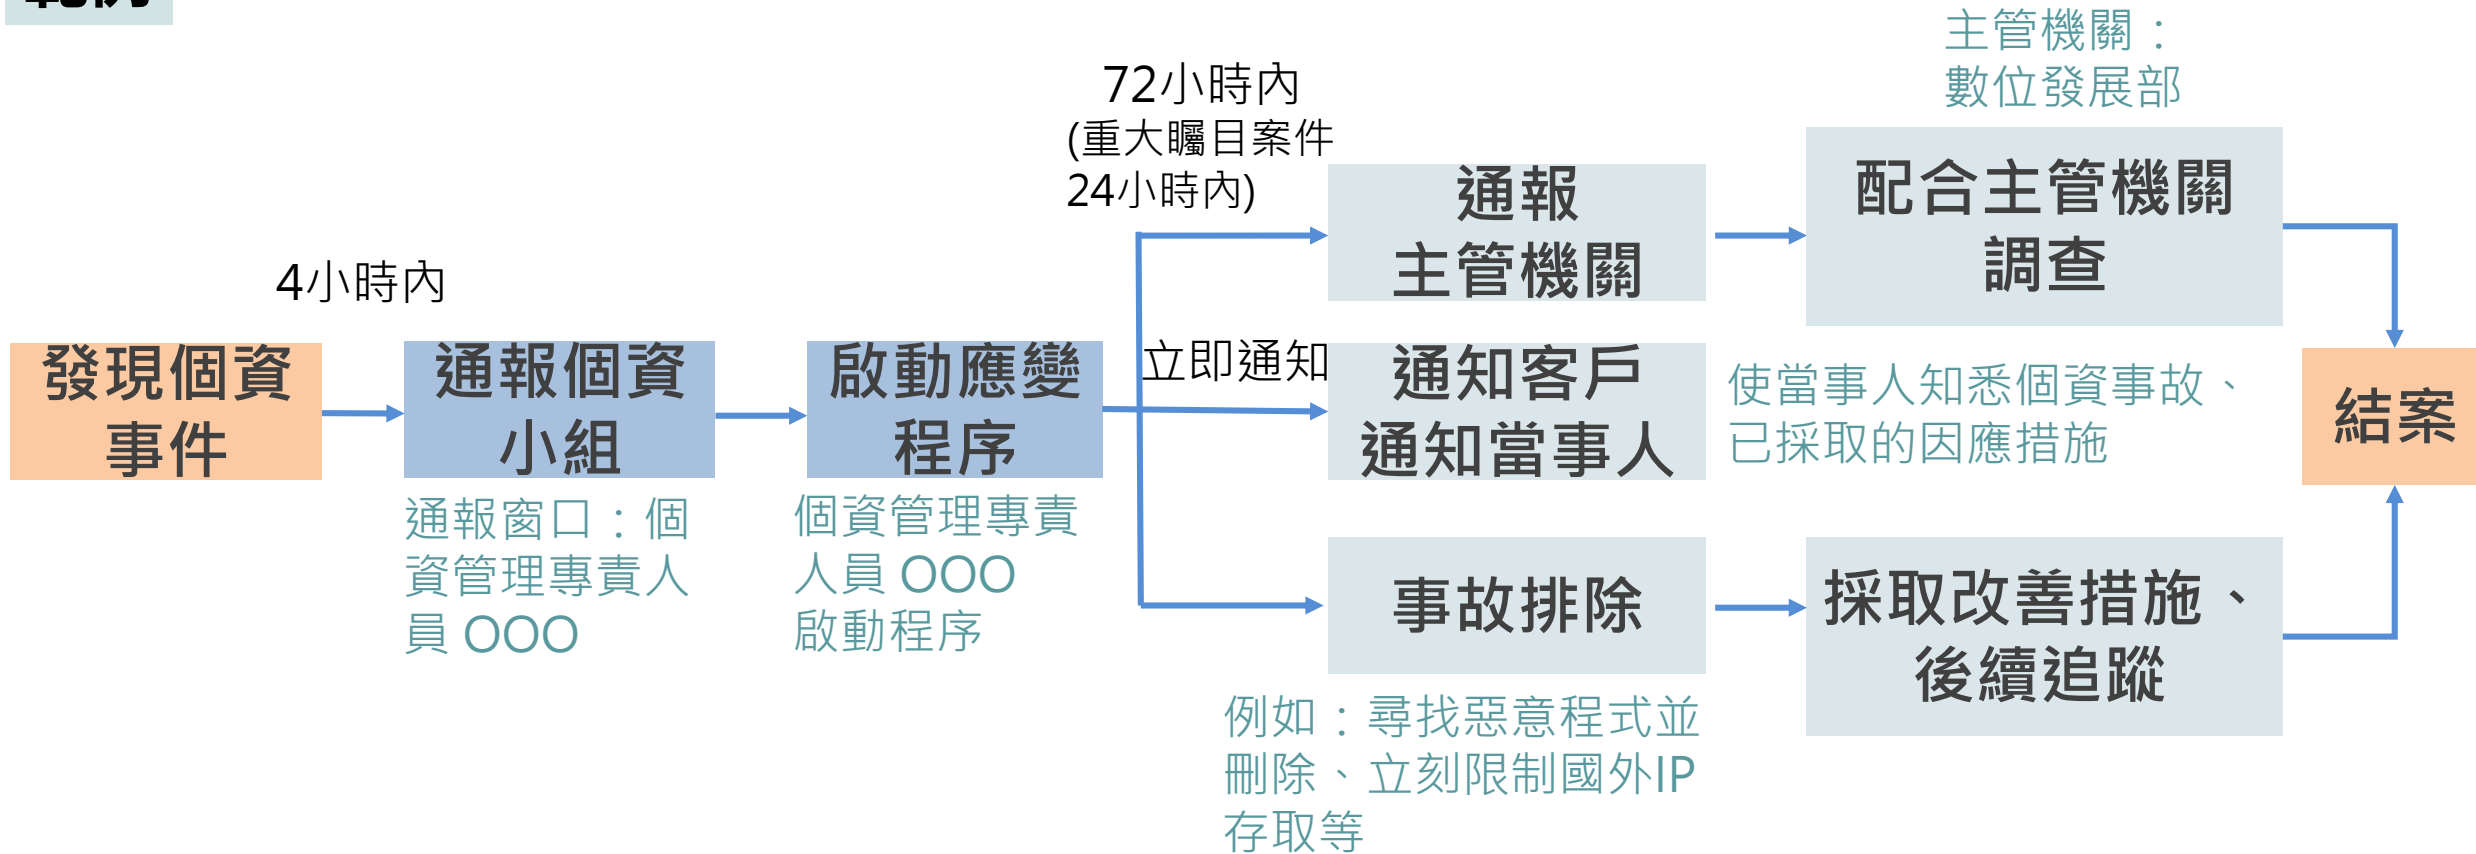 範例
主管機關：
數位發展部
72小時內
(重大矚目案件
24小時內)
通報
主管機關
配合主管機關
調查
4小時內
發現個資
事件
通報個資
小組
啟動應變
程序
立即通知
通知客戶
通知當事人
使當事人知悉個資事故、
已採取的因應措施
結案
通報窗口：個
資管理專責人
員 OOO
個資管理專責
人員 OOO
啟動程序
事故排除
採取改善措施、
後續追蹤
例如：尋找惡意程式並
刪除、立刻限制國外IP
存取等